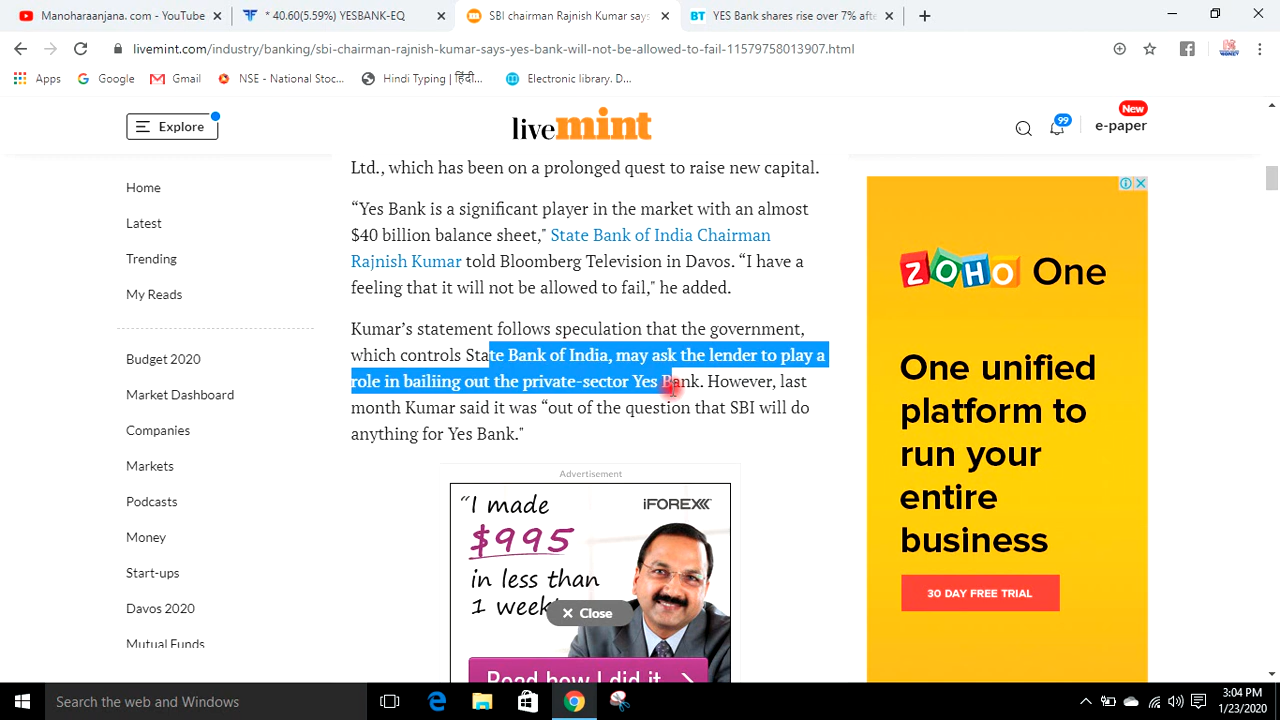 Manoharaanjana. com - YouTube
* 40.60(5.59%) YESBANK-EQ
SBI chairman Rajnish Kumar says
YES Bank shares rise over 7% afte
livemint.com/industry/banking/sbi-chairman-rajnish-kumar-says-yes-bank-will-not-be-allowed-to-fail-11579758013907.html
Apps
Google
Gmail
NSE - National Stoc...
Hindi Typing | हिंदी...
Electronic library. D...
Explore
livemint
99
New
e-paper
Home
Latest
Trending
My Reads
Budget 2020
Market Dashboard
Companies
Markets
Podcasts
Money
Start-ups
Davos 2020
Mutual Funds
Ltd., which has been on a prolonged quest to raise new capital.
“Yes Bank is a significant player in the market with an almost
$40 billion balance sheet," State Bank of India Chairman
Rajnish Kumar told Bloomberg Television in Davos. “I have a
feeling that it will not be allowed to fail," he added.
Kumar’s statement follows speculation that the government,
which controls State Bank of India, may ask the lender to play a
role in bailiing out the private-sector Yes Bank. However, last
month Kumar said it was “out of the question that SBI will do
anything for Yes Bank."
Advertisement
“I made
$995
in less than
1 week
iFOREX
× Close
Read how I did it >
ZOHO One
One unified
platform to
run your
entire
business
30 DAY FREE TRIAL
Search the web and Windows
3:04 PM
1/23/2020